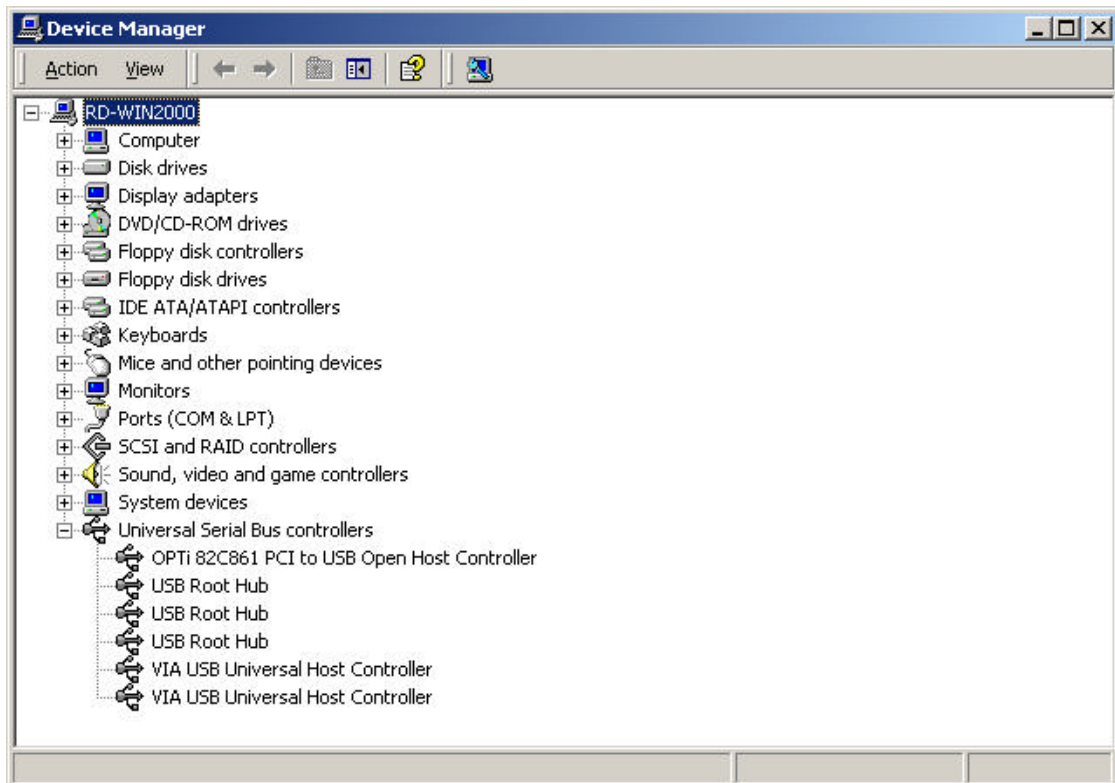 Device Manager
Action View
RD-WIN2000
Computer
Disk drives
Display adapters
DVD/CD-ROM drives
Floppy disk controllers
Floppy disk drives
IDE ATA/ATAPI controllers
Keyboards
Mice and other pointing devices
Monitors
Ports (COM & LPT)
SCSI and RAID controllers
Sound, video and game controllers
System devices
Universal Serial Bus controllers
OPTi 82C861 PCI to USB Open Host Controller
USB Root Hub
USB Root Hub
USB Root Hub
VIA USB Universal Host Controller
VIA USB Universal Host Controller